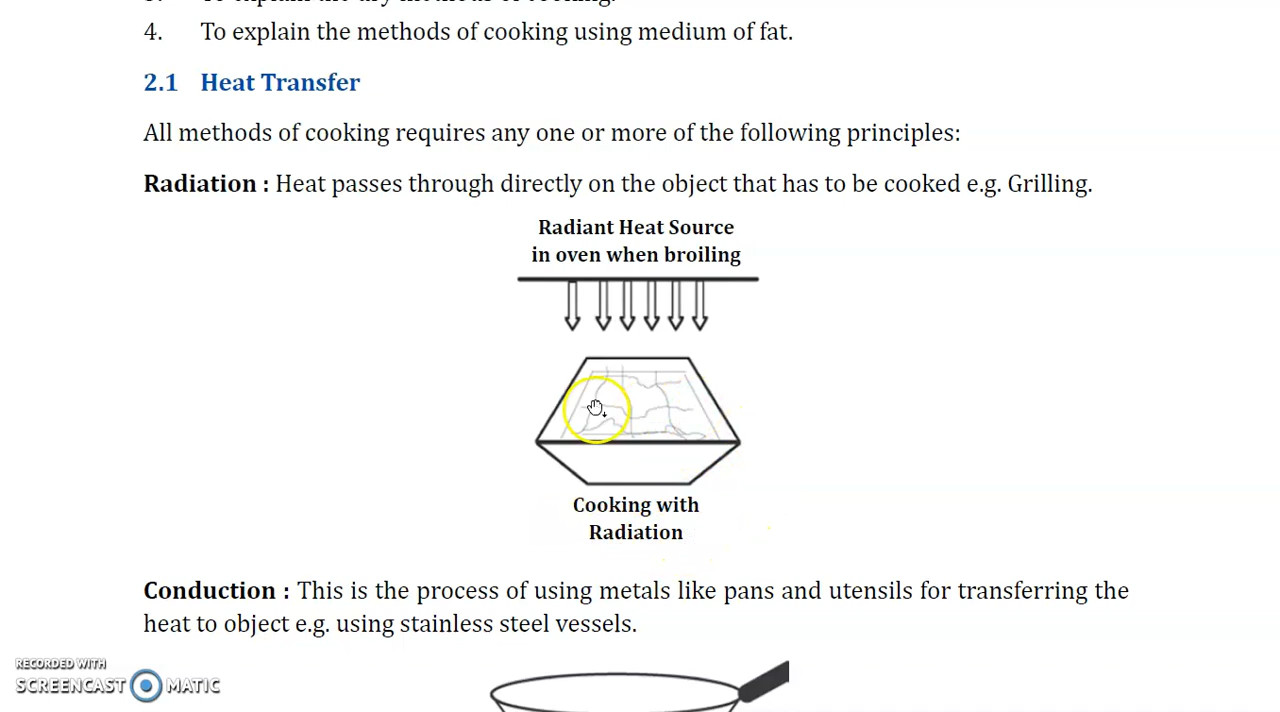 4. To explain the methods of cooking using medium of fat.
2.1 Heat Transfer
All methods of cooking requires any one or more of the following principles:
Radiation : Heat passes through directly on the object that has to be cooked e.g. Grilling.
Radiant Heat Source
in oven when broiling
Cooking with
Radiation
Conduction : This is the process of using metals like pans and utensils for transferring the
heat to object e.g. using stainless steel vessels.
RECORDED WITH
SCREENCAST MATIC